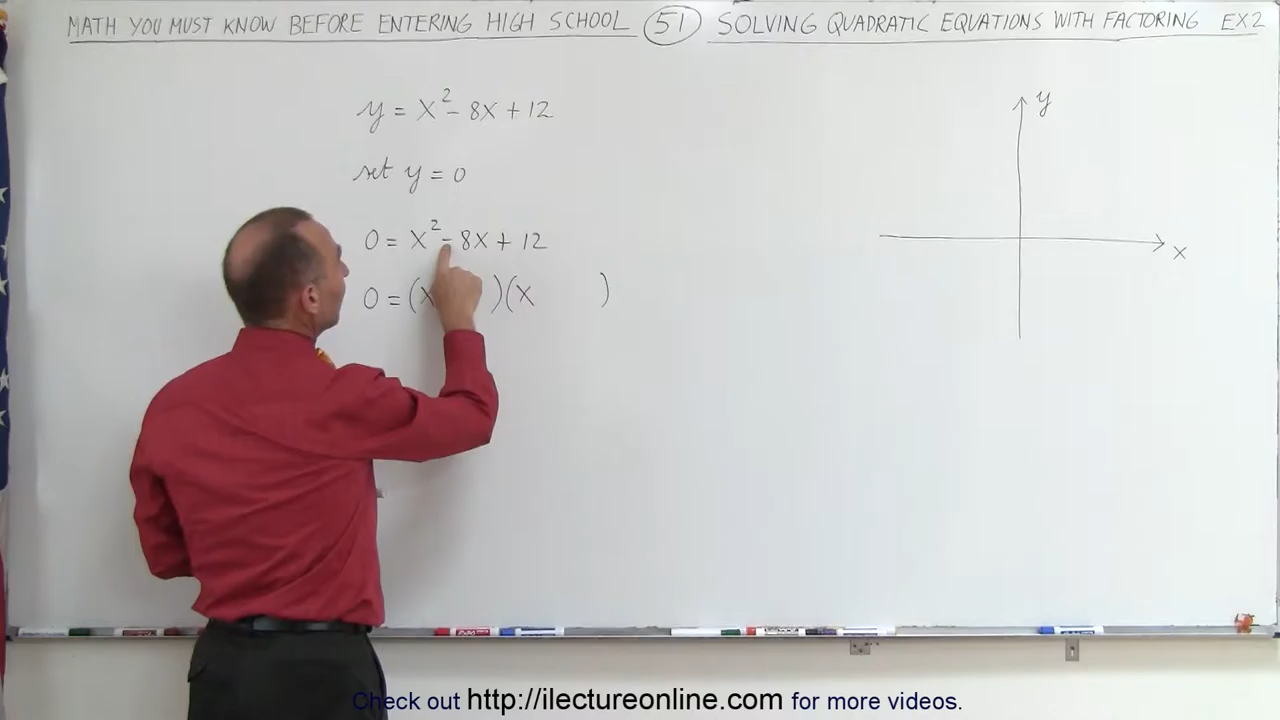 MATH YOU MUST KNOW BEFORE ENTERING HIGH SCHOOL 51 SOLVING QUADRATIC EQUATIONS WITH FACTORING EX2
y = x² - 8x + 12
set y = 0
0 = x² - 8x + 12
0 = (x )(x )
y
x
Check out http://ilectureonline.com for more videos.